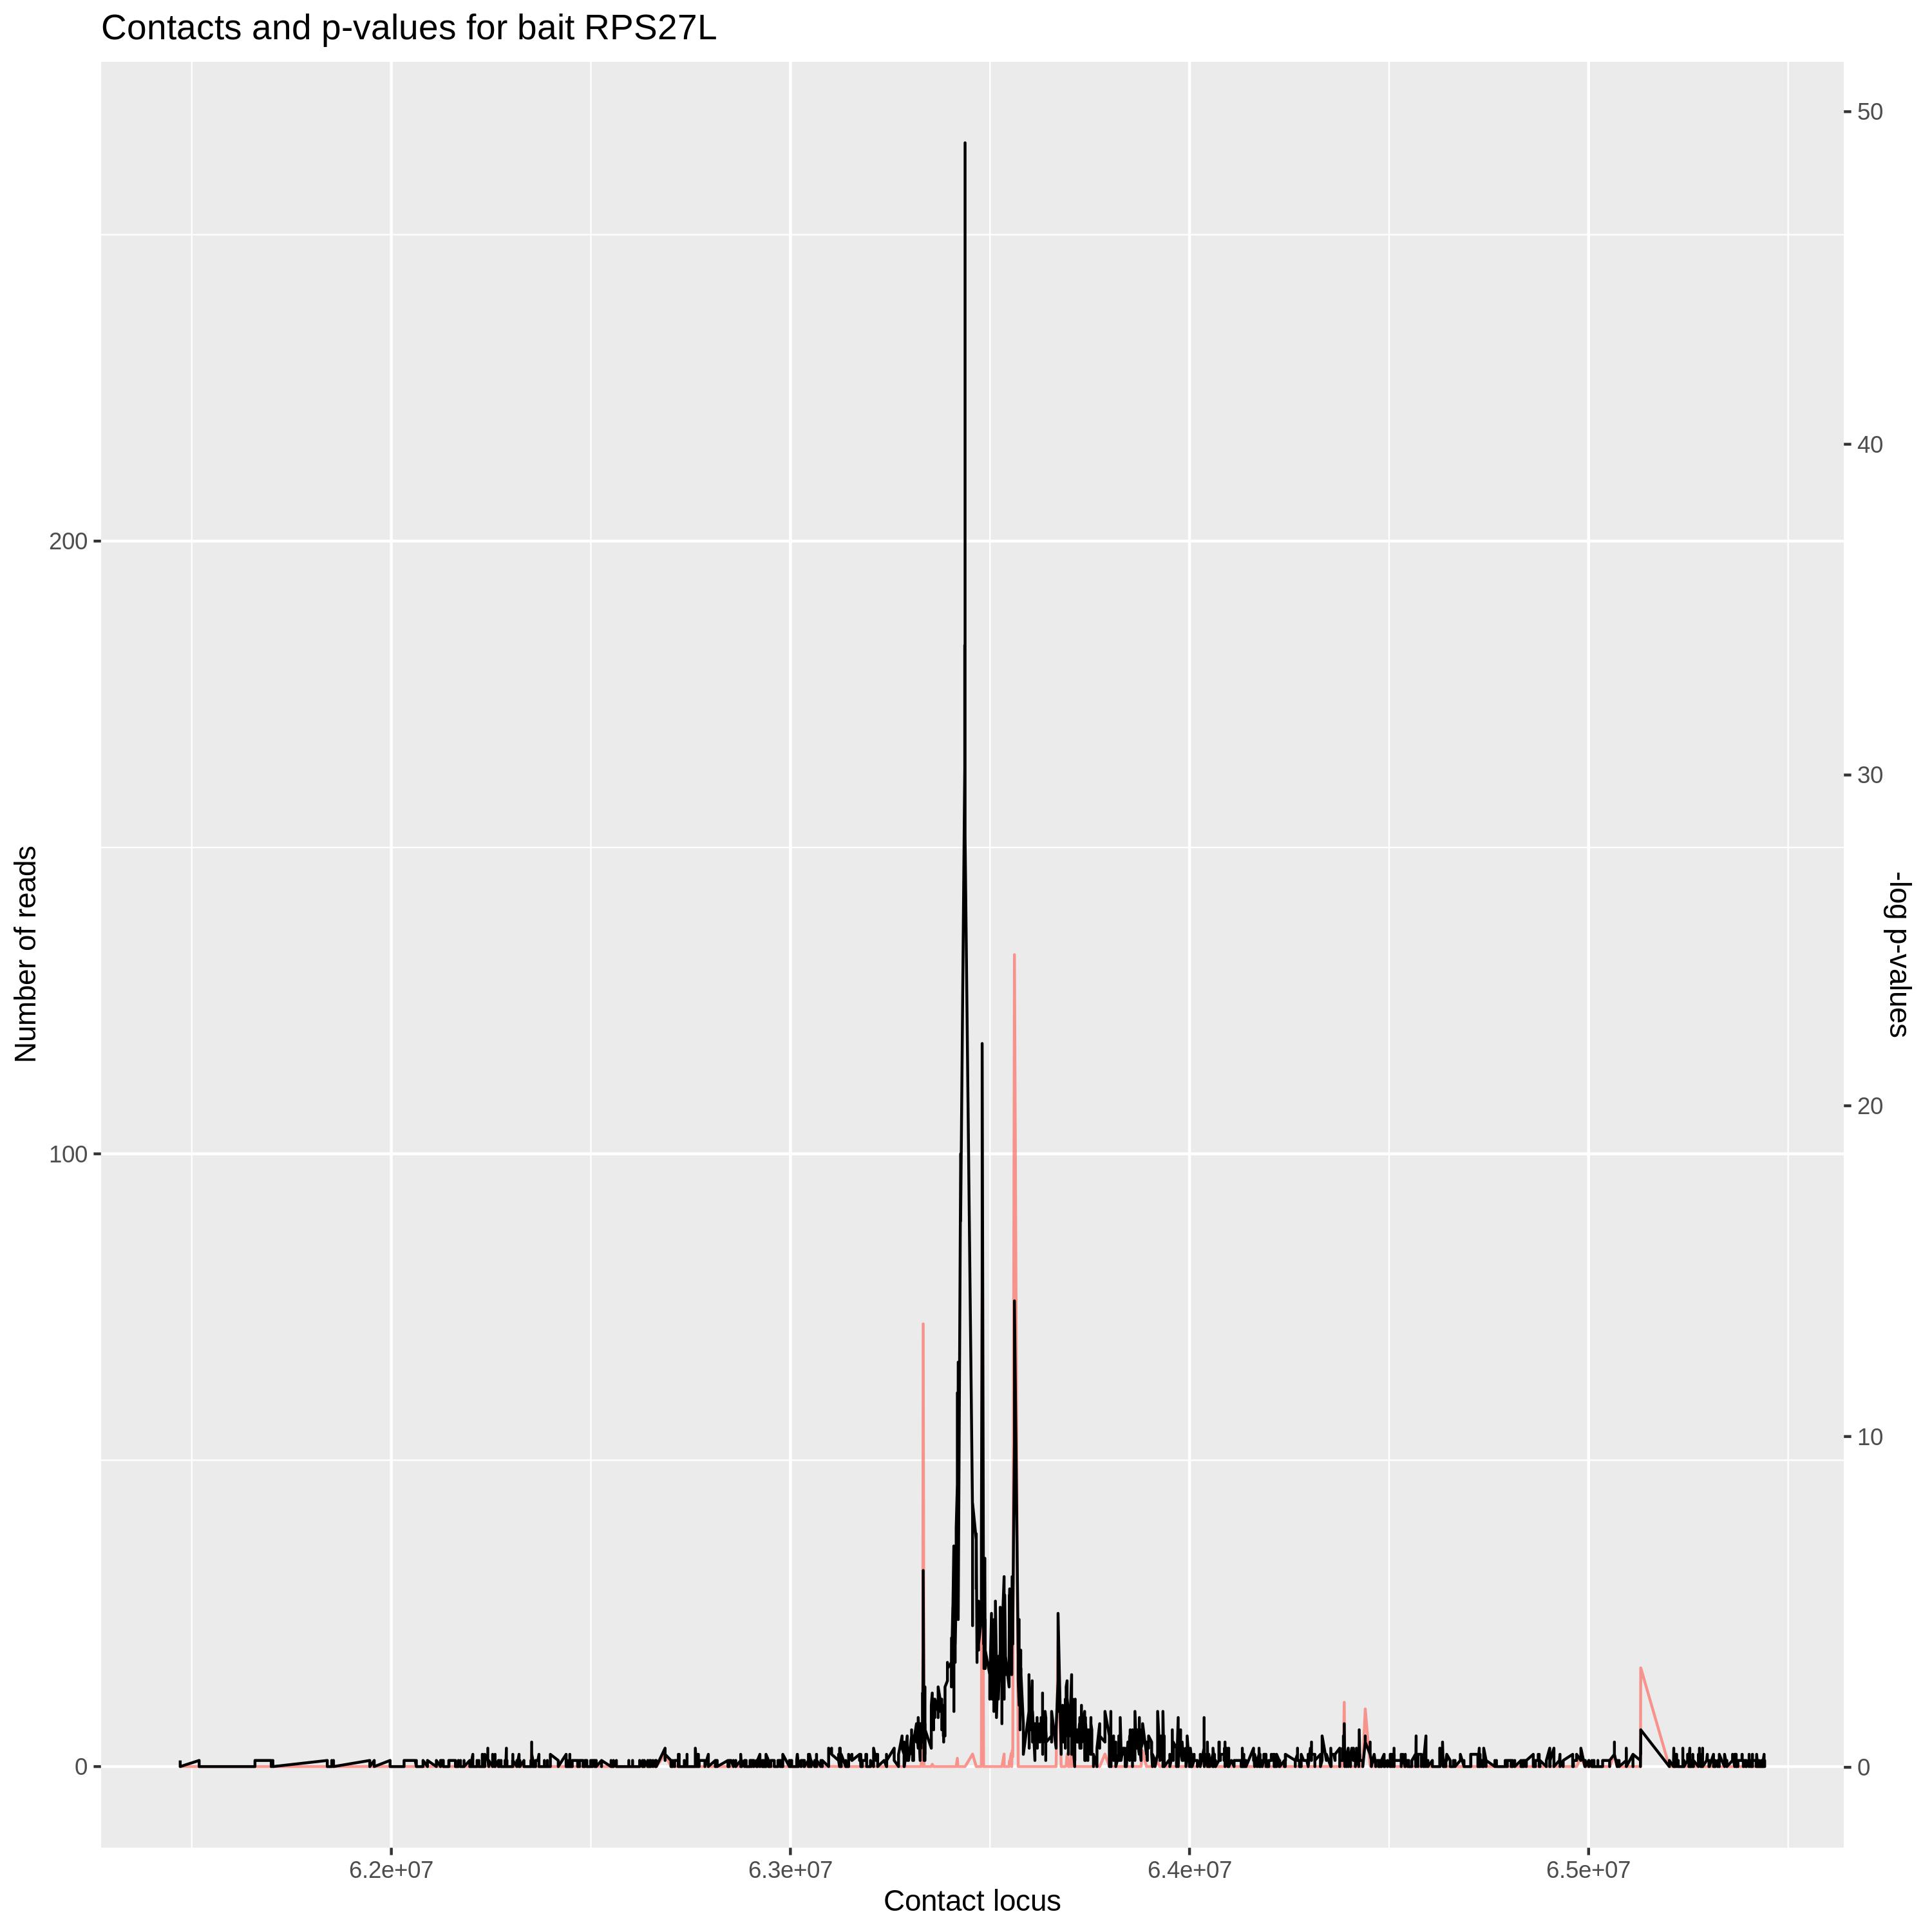 Contacts and p-values for bait RPS27L
50
40
200
30
Number of reads
-log p-values
20
100
10
0
0
6.2e+07
6.3e+07
6.4e+07
6.5e+07
Contact locus